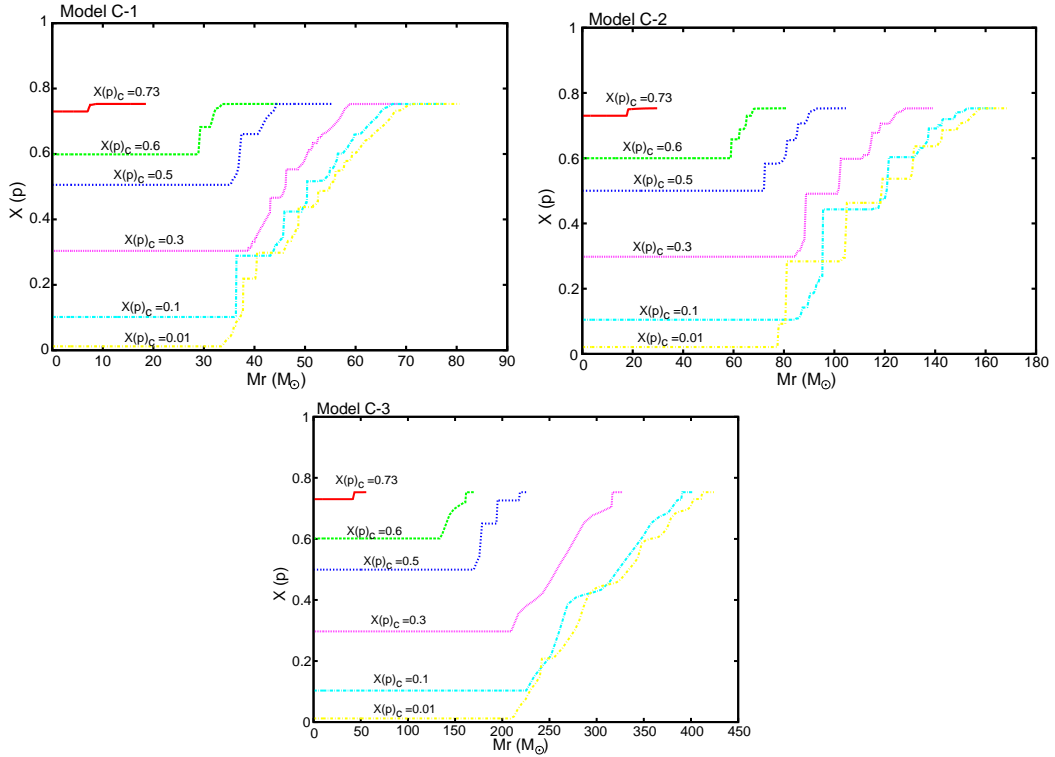 Model C-1
1
0.8
0.6
0.4
0.2
0
X (p)
X(p)c =0.73
X(p)c =0.6
X(p)c =0.5
X(p)c =0.3
X(p)c =0.1
X(p)c =0.01
0 10 20 30 40 50 60 70 80 90
Mr (M⊙)
Model C-2
1
0.8
0.6
0.4
0.2
0
X (p)
X(p)c =0.73
X(p)c =0.6
X(p)c =0.5
X(p)c =0.3
X(p)c =0.1
X(p)c =0.01
0 20 40 60 80 100 120 140 160 180
Mr (M⊙)
Model C-3
1
0.8
0.6
0.4
0.2
0
X (p)
X(p)c =0.73
X(p)c =0.6
X(p)c =0.5
X(p)c =0.3
X(p)c =0.1
X(p)c =0.01
0 50 100 150 200 250 300 350 400 450
Mr (M⊙)